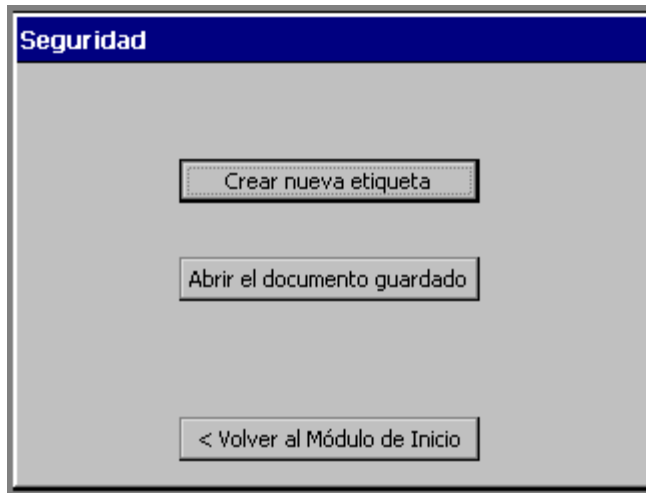 Seguridad
Crear nueva etiqueta
Abrir el documento guardado
< Volver al Módulo de Inicio